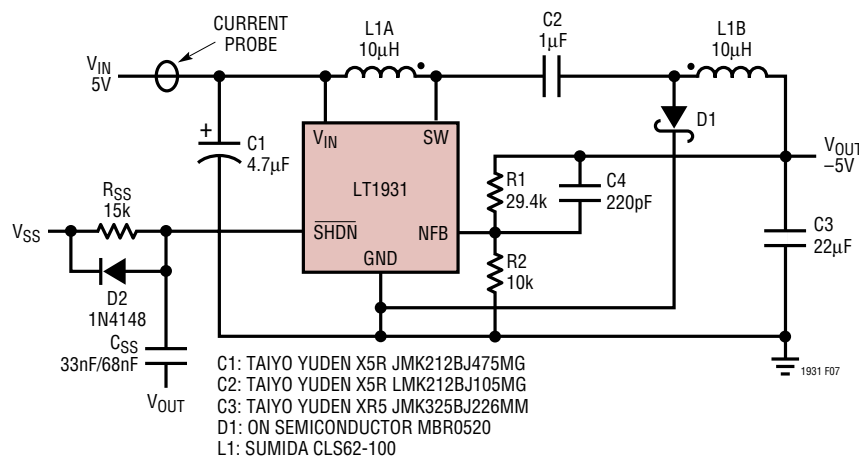 CURRENT
PROBE
VIN
5V
L1A
10µH
C2
1µF
L1B
10µH
D1
+
C1
4.7µF
VIN
SW
LT1931
SHDN
NFB
GND
R1
29.4k
C4
220pF
VOUT
–5V
RSS
15k
VSS
D2
1N4148
R2
10k
C3
22µF
CSS
33nF/68nF
VOUT
C1: TAIYO YUDEN X5R JMK212BJ475MG
C2: TAIYO YUDEN X5R LMK212BJ105MG
C3: TAIYO YUDEN XR5 JMK325BJ226MM
D1: ON SEMICONDUCTOR MBR0520
L1: SUMIDA CLS62-100
1931 F07